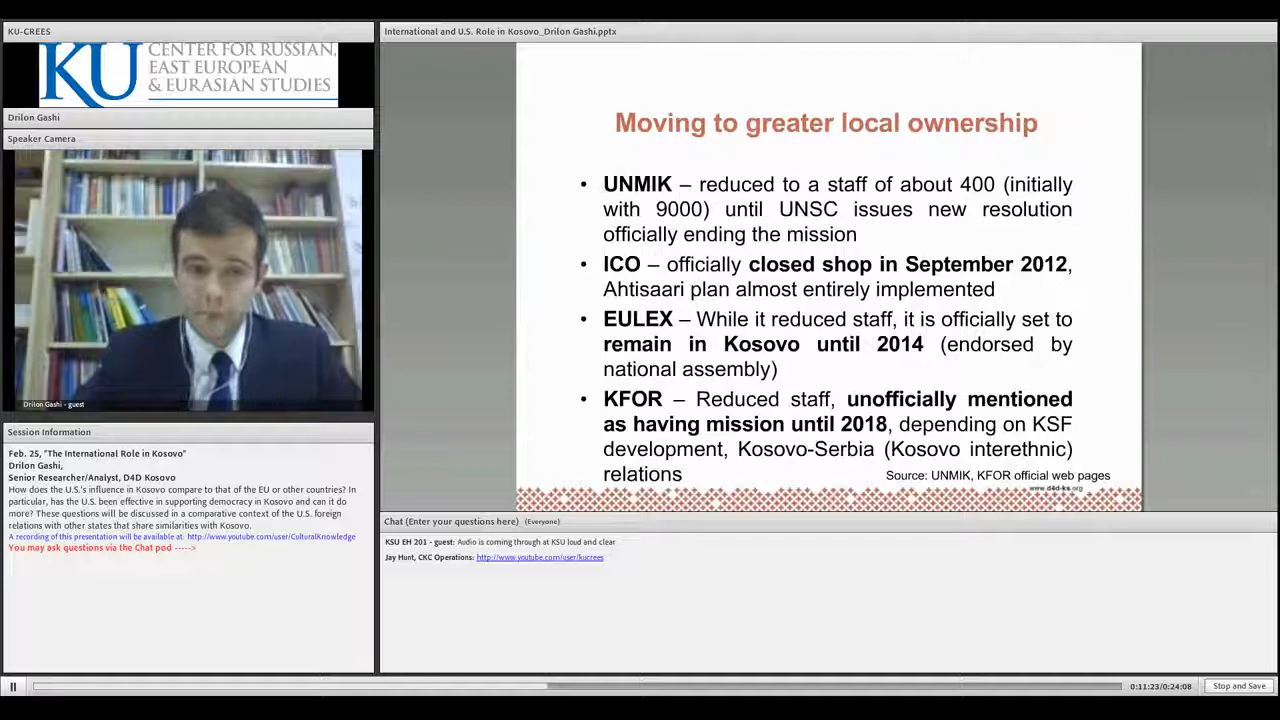 KU-CREES
KU
CENTER FOR RUSSIAN,
EAST EUROPEAN
& EURASIAN STUDIES
Drilon Gashi
Speaker Camera
Drilon Gashi - guest
Session Information
Feb. 25, "The International Role in Kosovo"
Drilon Gashi,
Senior Researcher/Analyst, D4D Kosovo
How does the U.S.'s influence in Kosovo compare to that of the EU or other countries? In
particular, has the U.S. been effective in supporting democracy in Kosovo and can it do
more? These questions will be discussed in a comparative context of the U.S. foreign
relations with other states that share similarities with Kosovo.
A recording of this presentation will be available at: http://www.youtube.com/user/CulturalKnowledge
You may ask questions via the Chat pod ----->
International and U.S. Role in Kosovo_Drilon Gashi.pptx
Moving to greater local ownership
• UNMIK – reduced to a staff of about 400 (initially
with 9000) until UNSC issues new resolution
officially ending the mission
• ICO – officially closed shop in September 2012,
Ahtisaari plan almost entirely implemented
• EULEX – While it reduced staff, it is officially set to
remain in Kosovo until 2014 (endorsed by
national assembly)
• KFOR – Reduced staff, unofficially mentioned
as having mission until 2018, depending on KSF
development, Kosovo-Serbia (Kosovo interethnic)
relations
Source: UNMIK, KFOR official web pages
www.d4d-ks.org
Chat (Enter your questions here) (Everyone)
KSU EH 201 - guest: Audio is coming through at KSU loud and clear
Jay Hunt, CKC Operations: http://www.youtube.com/user/kucrees
0:11:23/0:24:08
Stop and Save